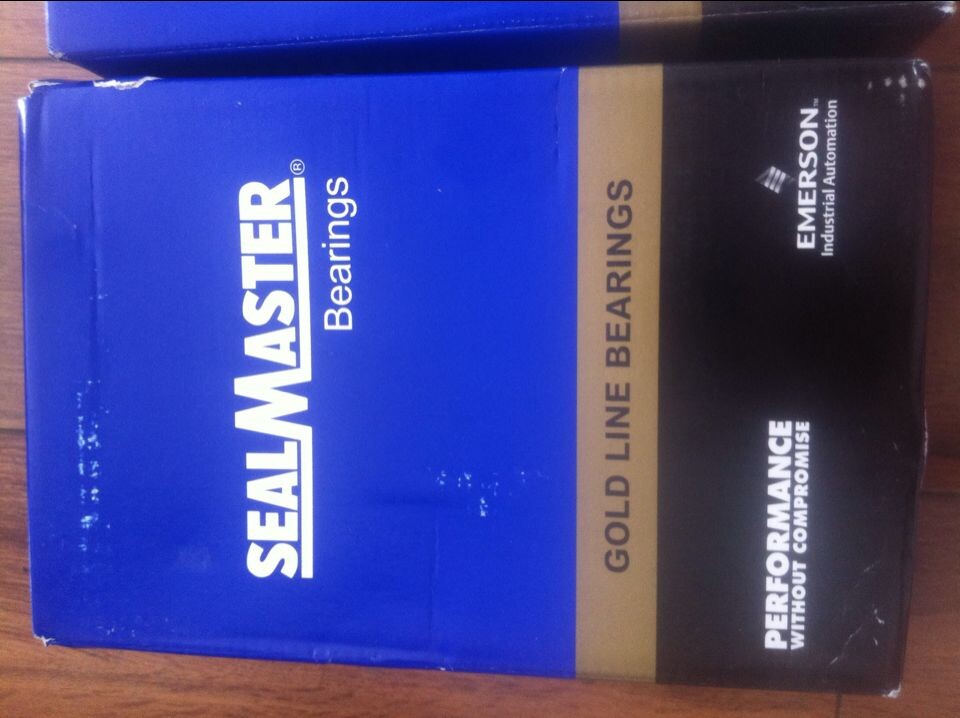 SEALMASTER®
Bearings
GOLD LINE BEARINGS
PERFORMANCE
WITHOUT COMPROMISE
EMERSON™
Industrial Automation